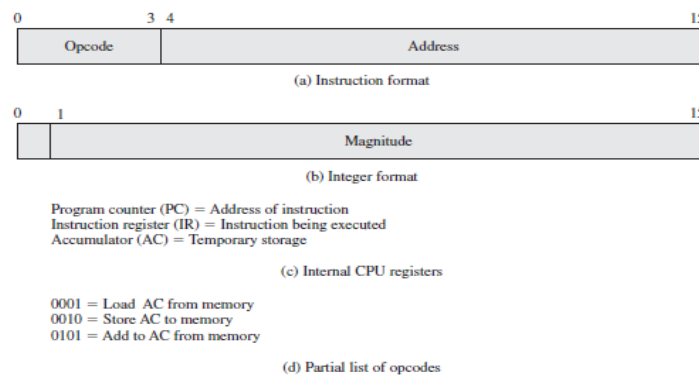 0 3 4
Opcode Address
(a) Instruction format
0 1
Magnitude
(b) Integer format
Program counter (PC) = Address of instruction
Instruction register (IR) = Instruction being executed
Accumulator (AC) = Temporary storage
(c) Internal CPU registers
0001 = Load AC from memory
0010 = Store AC to memory
0101 = Add to AC from memory
(d) Partial list of opcodes